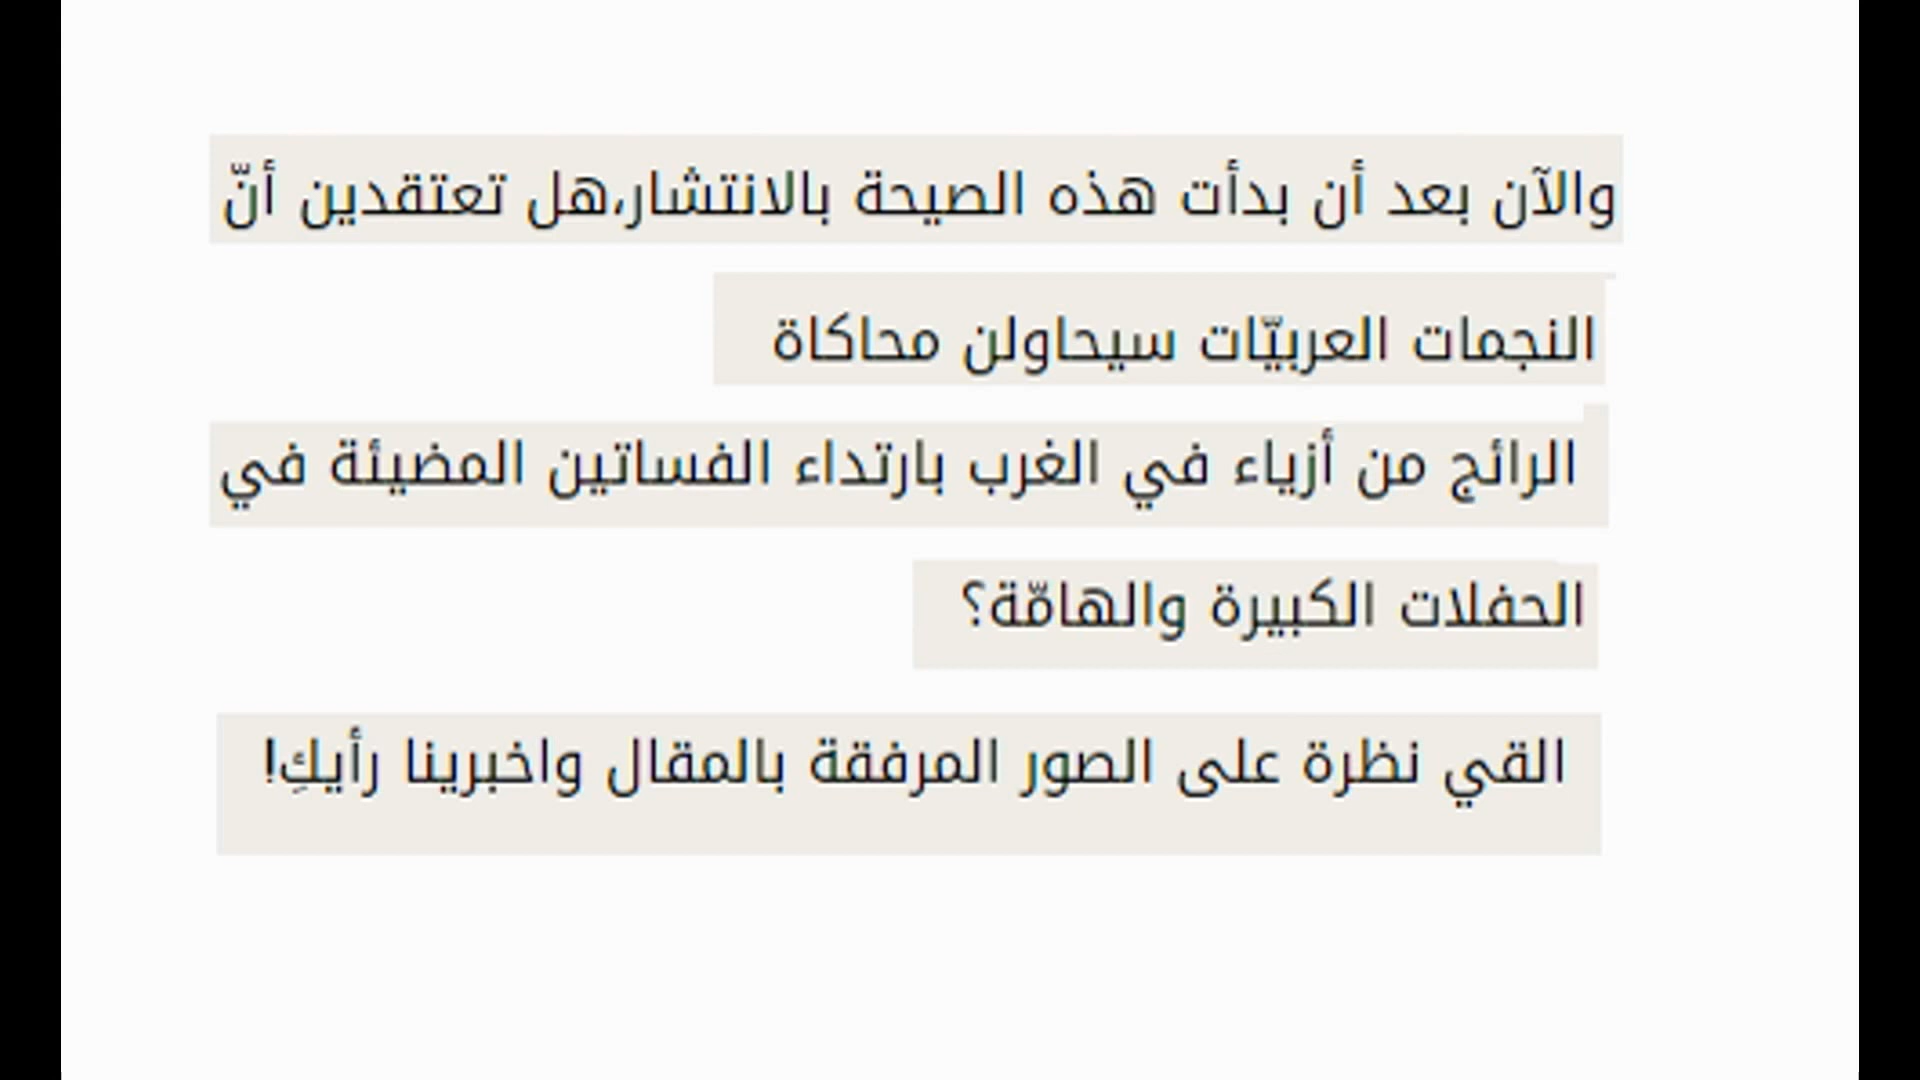 والآن بعد أن بدأت هذه الصيحة بالانتشار،هل تعتقدين أنّ
النجمات العربيّات سيحاولن محاكاة
الرائج من أزياء في الغرب بارتداء الفساتين المضيئة في
الحفلات الكبيرة والهامّة؟
القي نظرة على الصور المرفقة بالمقال واخبرينا رأيكِ!